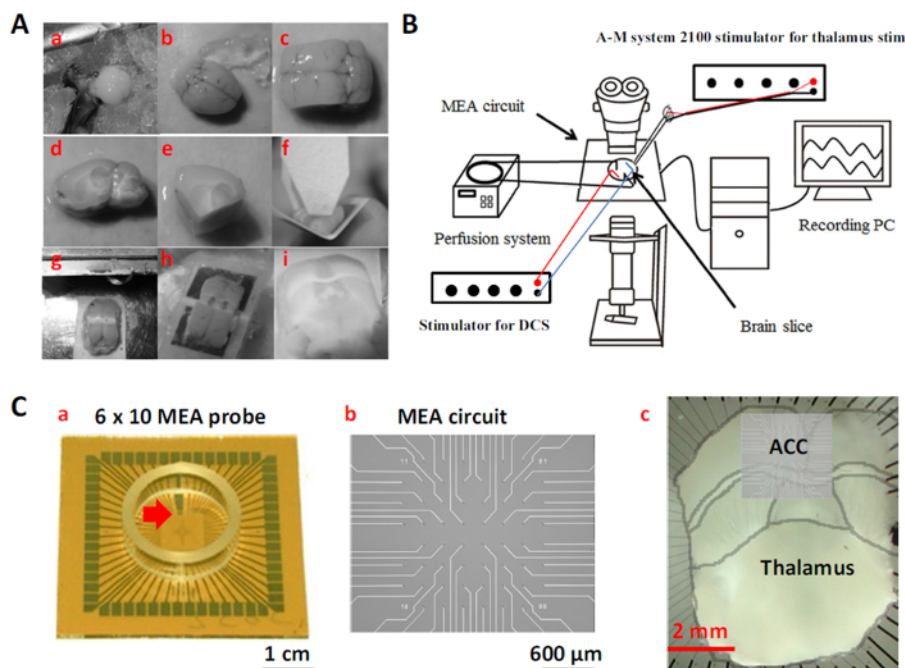 A
a
b
c
d
e
f
g
h
i
B
A-M system 2100 stimulator for thalamus stim
MEA circuit
Perfusion system
Recording PC
Stimulator for DCS
Brain slice
C
a
6 x 10 MEA probe
1 cm
b
MEA circuit
600 μm
c
ACC
Thalamus
2 mm